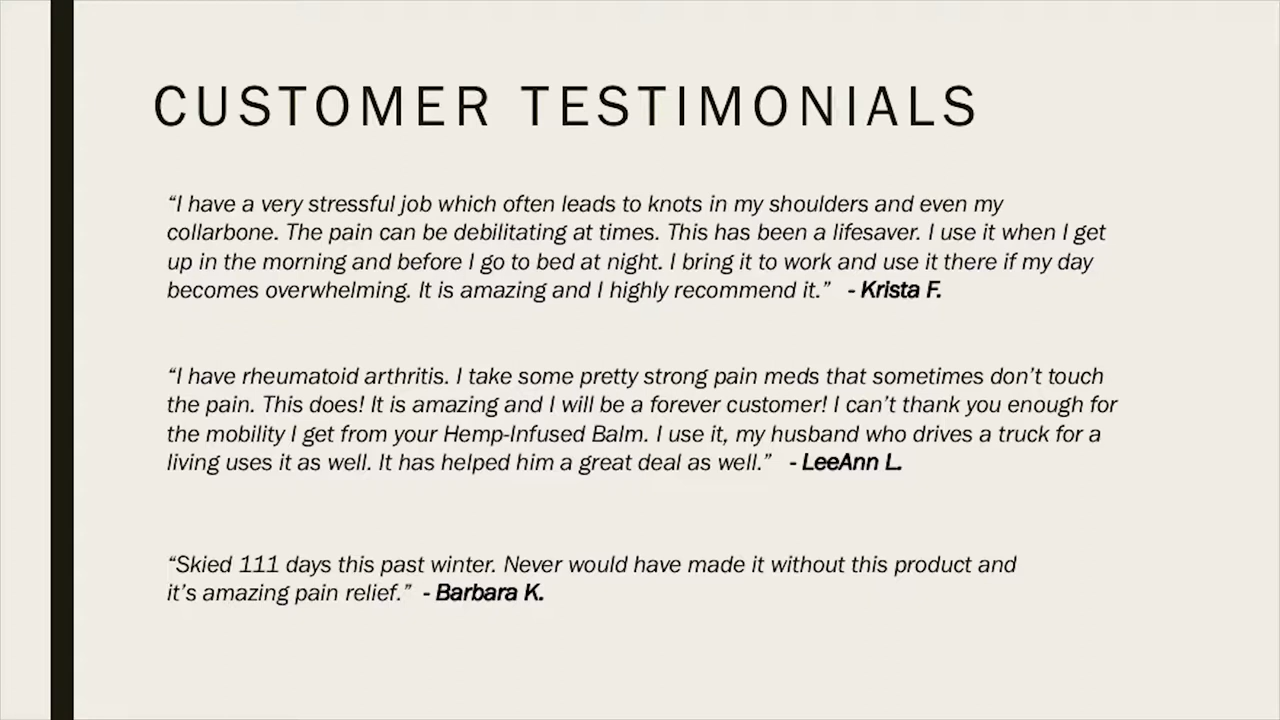 CUSTOMER TESTIMONIALS
“I have a very stressful job which often leads to knots in my shoulders and even my
collarbone. The pain can be debilitating at times. This has been a lifesaver. I use it when I get
up in the morning and before I go to bed at night. I bring it to work and use it there if my day
becomes overwhelming. It is amazing and I highly recommend it.” - Krista F.
“I have rheumatoid arthritis. I take some pretty strong pain meds that sometimes don’t touch
the pain. This does! It is amazing and I will be a forever customer! I can’t thank you enough for
the mobility I get from your Hemp-Infused Balm. I use it, my husband who drives a truck for a
living uses it as well. It has helped him a great deal as well.” - LeeAnn L.
“Skied 111 days this past winter. Never would have made it without this product and
it’s amazing pain relief.” - Barbara K.